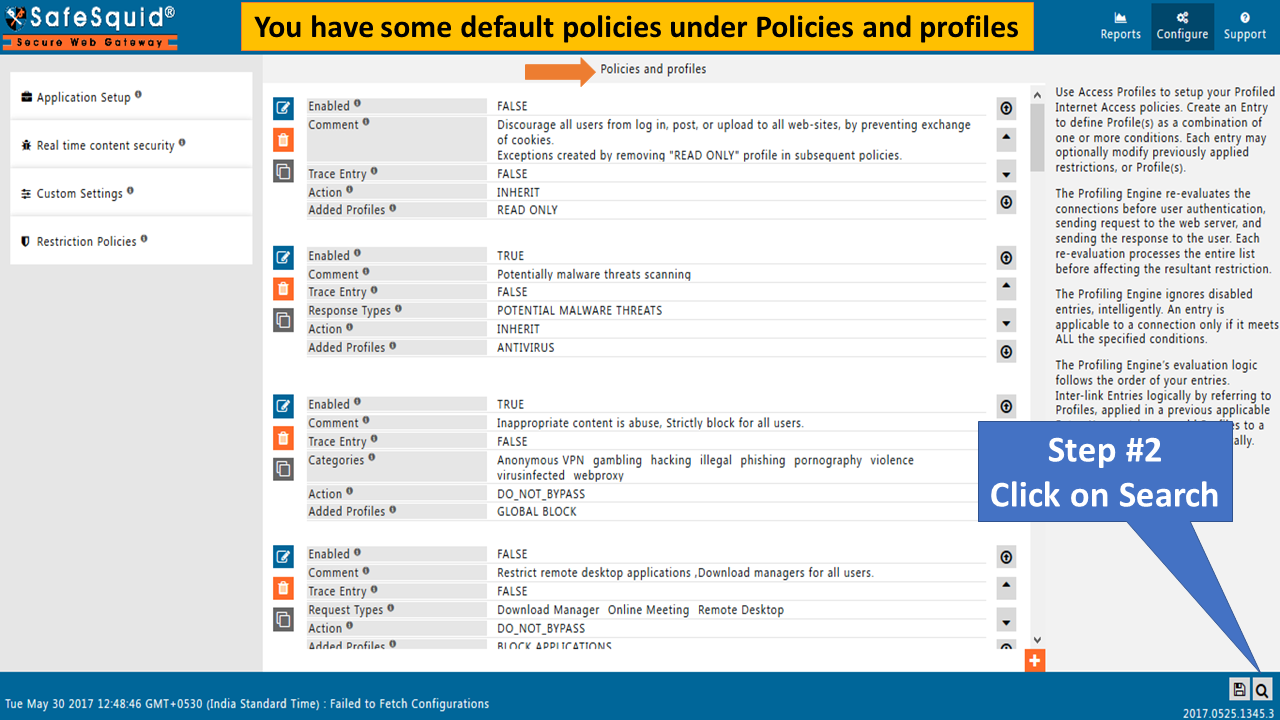 SafeSquid®
Secure Web Gateway
You have some default policies under Policies and profiles
Reports
Configure
Support
Policies and profiles
Application Setup
Real time content security
Custom Settings
Restriction Policies
Enabled FALSE
Comment Discourage all users from log in, post, or upload to all web-sites, by preventing exchange
of cookies.
Exceptions created by removing "READ ONLY" profile in subsequent policies.
Trace Entry FALSE
Action INHERIT
Added Profiles READ ONLY
Enabled TRUE
Comment Potentially malware threats scanning
Trace Entry FALSE
Response Types POTENTIAL MALWARE THREATS
Action INHERIT
Added Profiles ANTIVIRUS
Enabled TRUE
Comment Inappropriate content is abuse, Strictly block for all users.
Trace Entry FALSE
Categories Anonymous VPN gambling hacking illegal phishing pornography violence
virusinfected webproxy
Action DO_NOT_BYPASS
Added Profiles GLOBAL BLOCK
Enabled FALSE
Comment Restrict remote desktop applications ,Download managers for all users.
Trace Entry FALSE
Request Types Download Manager Online Meeting Remote Desktop
Action DO_NOT_BYPASS
Added Profiles BLOCK APPLICATIONS
Use Access Profiles to setup your Profiled
Internet Access policies. Create an Entry
to define Profile(s) as a combination of
one or more conditions. Each entry may
optionally modify previously applied
restrictions, or Profile(s).
The Profiling Engine re-evaluates the
connections before user authentication,
sending request to the web server, and
sending the response to the user. Each
re-evaluation processes the entire list
before affecting the resultant restriction.
The Profiling Engine ignores disabled
entries, intelligently. An entry is
applicable to a connection only if it meets
ALL the specified conditions.
The Profiling Engine's evaluation logic
follows the order of your entries.
Inter-link Entries logically by referring to
Profiles, applied in a previous applicable
to a
Step #2
Click on Search
Tue May 30 2017 12:48:46 GMT+0530 (India Standard Time) : Failed to Fetch Configurations
2017.0525.1345.3